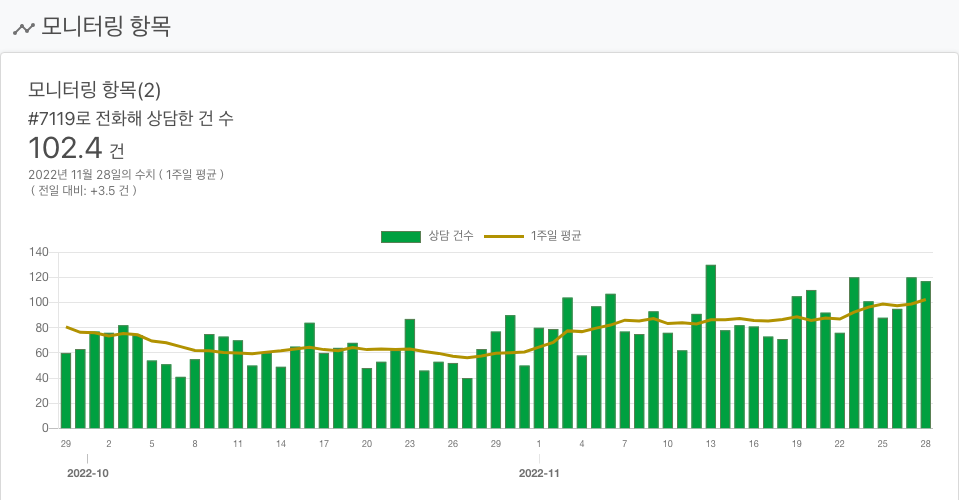 모니터링 항목
모니터링 항목(2)
#7119로 전화해 상담한 건 수
102.4 건
2022년 11월 28일의 수치 ( 1주일 평균 )
( 전일 대비: +3.5 건 )
상담 건수 1주일 평균
140
120
100
80
60
40
20
0
29 2 5 8 11 14 17 20 23 26 29 1 4 7 10 13 16 19 22 25 28
2022-10 2022-11